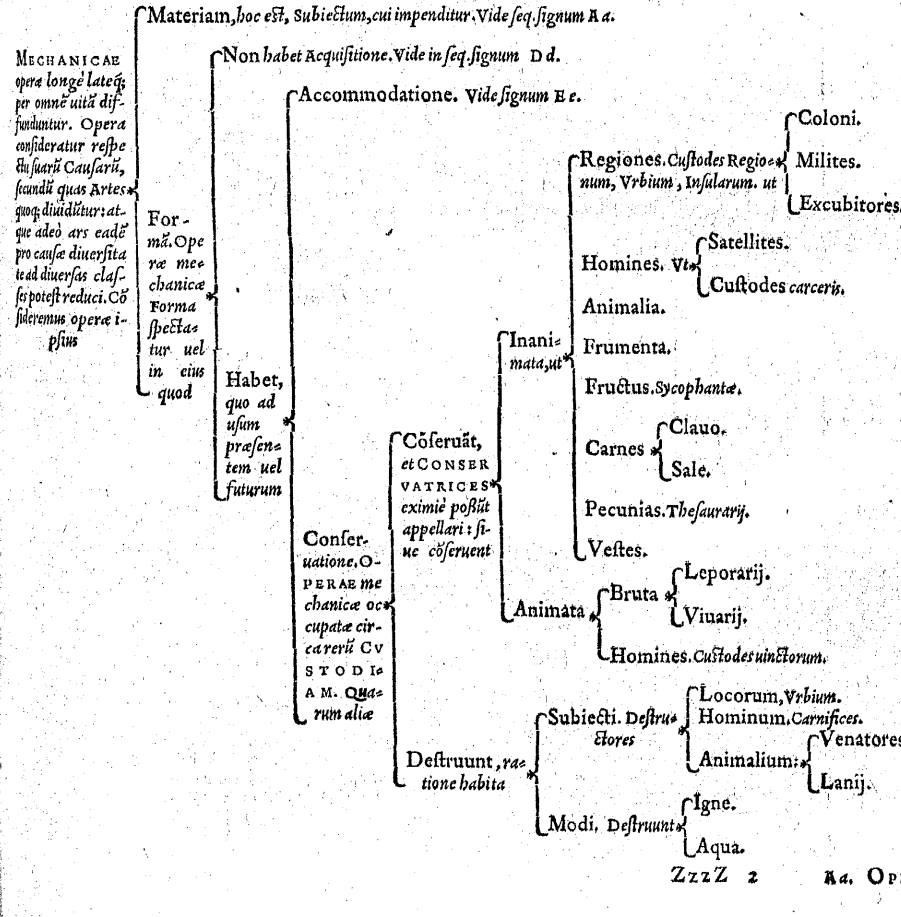 Materiam, hoc eſt, Subiectum, cui impenditur. Vide ſeq. ſignum Aa.
MECHANICAE
operæ longè lateq;
per omnē uitā dif-
funduntur. Opera
conſideratur reſpe
ctu ſuarū Cauſarū,
ſecundū quas Artes
quoq; diuidūtur: at-
que adeò ars eadē
pro cauſæ diuerſita
te ad diuerſas claſ-
ſes poteſt reduci. Cō
ſideremus operæ i-
pſius
For-
mā. Ope
ræ me-
chanicæ
Forma
ſpecta-
tur uel
in eius
quod
Non habet Acquiſitione. Vide in ſeq. ſignum Dd.
Habet,
quo ad
uſum
præſen-
tem uel
futurum
Accommodatione. Vide ſignum Ee.
Conſer-
uatione, O-
PERAE me
chanicæ oc
cupatæ cir-
ca rerū CV
STODI-
AM. Qua-
rum aliæ
Cōſeruāt,
et CONSER
VATRICES
eximiè poſſūt
appellari: ſi-
ue cōſeruent
Inani-
mata, ut
Regiones. Cuſtodes Regio-
num, Vrbium, Inſularum. ut
Coloni.
Milites.
Excubitores.
Homines. Vt
Satellites.
Cuſtodes carceris.
Animalia.
Frumenta.
Fructus. Sycophantæ.
Carnes
Clauo.
Sale.
Pecunias. Theſaurarij.
Veſtes.
Animata
Bruta
Leporarij.
Viuarij.
Homines. Cuſtodes uinctorum.
Deſtruunt, ra-
tione habita
Subiecti. Deſtru-
ctores
Locorum, Vrbium.
Hominum. Carnifices.
Animalium:
Venatores
Lanij.
Modi. Deſtruunt
Igne.
Aqua.
ZzzZ 2 Aa. OP